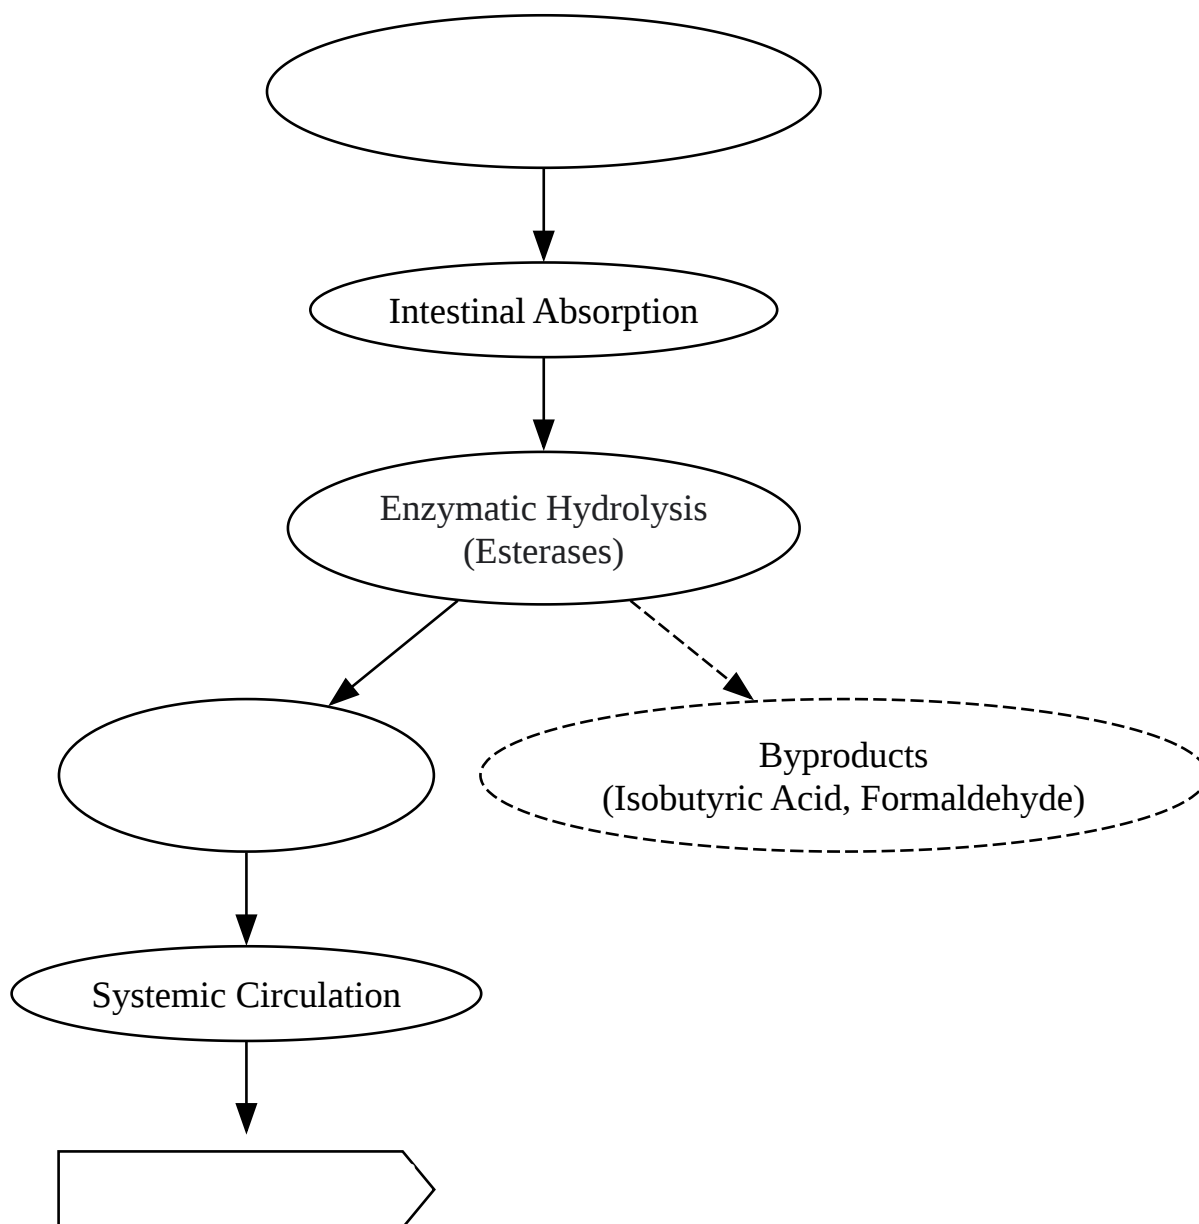 Intestinal Absorption
Enzymatic Hydrolysis
(Esterases)
Byproducts
(Isobutyric Acid, Formaldehyde)
Systemic Circulation